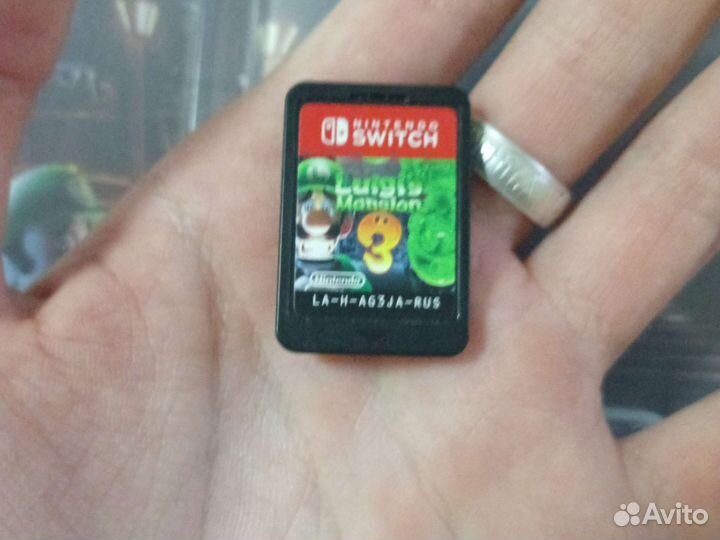 NINTENDO
SWITCH
Luigi's
Mansion
3
Nintendo
LA-H-AG3JA-RUS
Avito